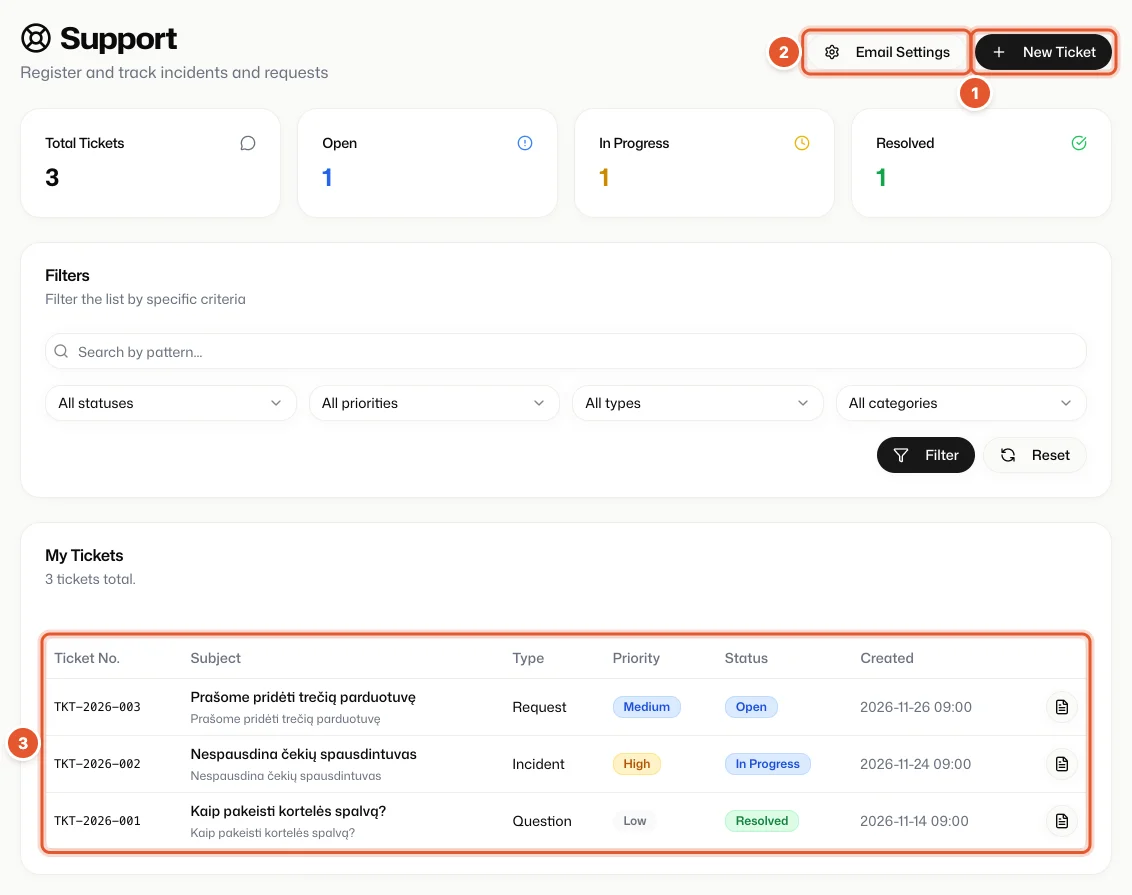 Support
Register and track incidents and requests
2
Email Settings
New Ticket
1
Total Tickets
3
Open
1
In Progress
1
Resolved
1
Filters
Filter the list by specific criteria
Search by pattern...
All statuses
All priorities
All types
All categories
Filter
Reset
My Tickets
3 tickets total.
Ticket No. Subject Type Priority Status Created
TKT-2026-003 Prašome pridėti trečią parduotuvę Request Medium Open 2026-11-26 09:00
Prašome pridėti trečią parduotuvę
3
TKT-2026-002 Nespausdina čekių spausdintuvas Incident High In Progress 2026-11-24 09:00
Nespausdina čekių spausdintuvas
TKT-2026-001 Kaip pakeisti kortelės spalvą? Question Low Resolved 2026-11-14 09:00
Kaip pakeisti kortelės spalvą?